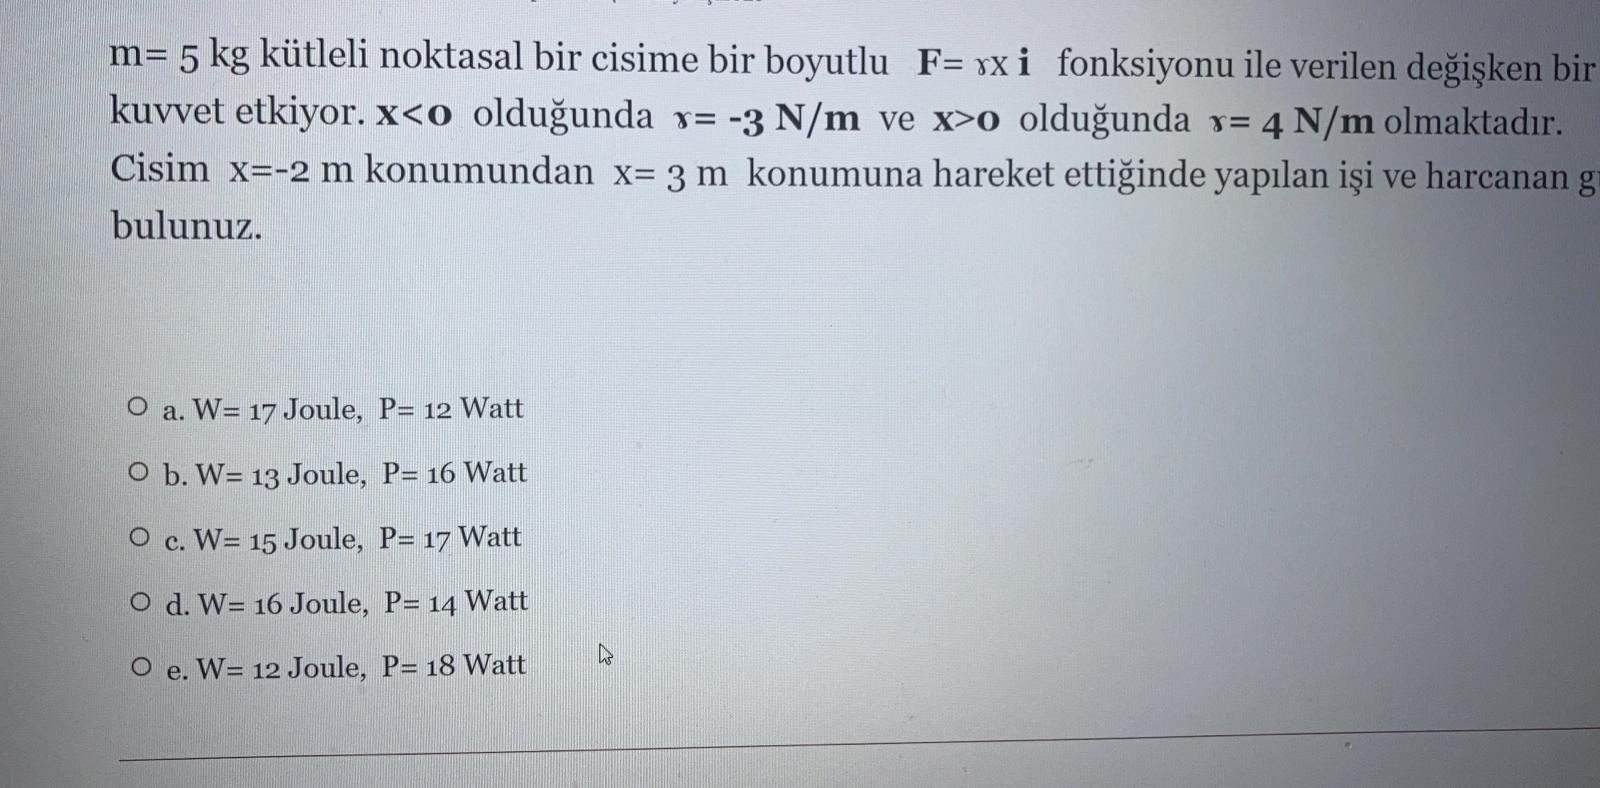 m= 5 kg kütleli noktasal bir cisime bir boyutlu F= ɤx i fonksiyonu ile verilen değişken bir
kuvvet etkiyor. x<0 olduğunda ɤ= -3 N/m ve x>0 olduğunda ɤ= 4 N/m olmaktadır.
Cisim x=-2 m konumundan x= 3 m konumuna hareket ettiğinde yapılan işi ve harcanan
bulunuz.
a. W= 17 Joule, P= 12 Watt
b. W= 13 Joule, P= 16 Watt
c. W= 15 Joule, P= 17 Watt
d. W= 16 Joule, P= 14 Watt
e. W= 12 Joule, P= 18 Watt